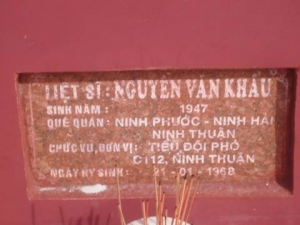 LIỆT SĨ : NGUYỄN VĂN KHẨU
SINH NĂM : 1947
QUÊ QUÁN : NINH PHƯỚC - NINH HẢI
NINH THUẬN
CHỨC VỤ, ĐƠN VỊ : TIỂU ĐỘI PHÓ
C112, NINH THUẬN
NGÀY HY SINH : 21 - 01 - 1968